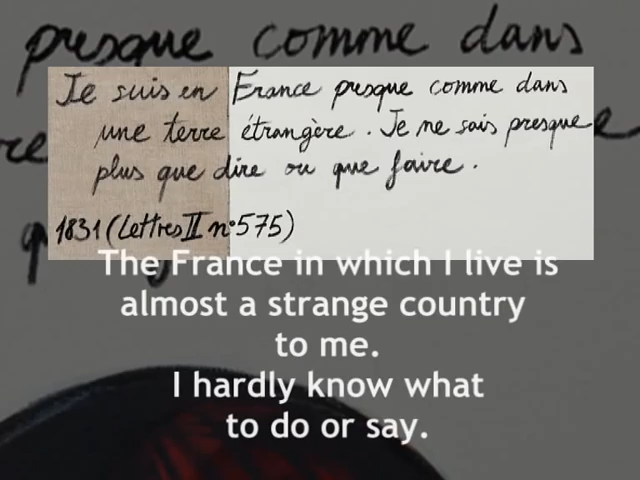 presque comme dans
Je suis en France presque comme dans
une terre étrangère. Je ne sais presque
plus que dire ou que faire.
1831 (Lettres II n°575)
The France in which I live is
almost a strange country
to me.
I hardly know what
to do or say.